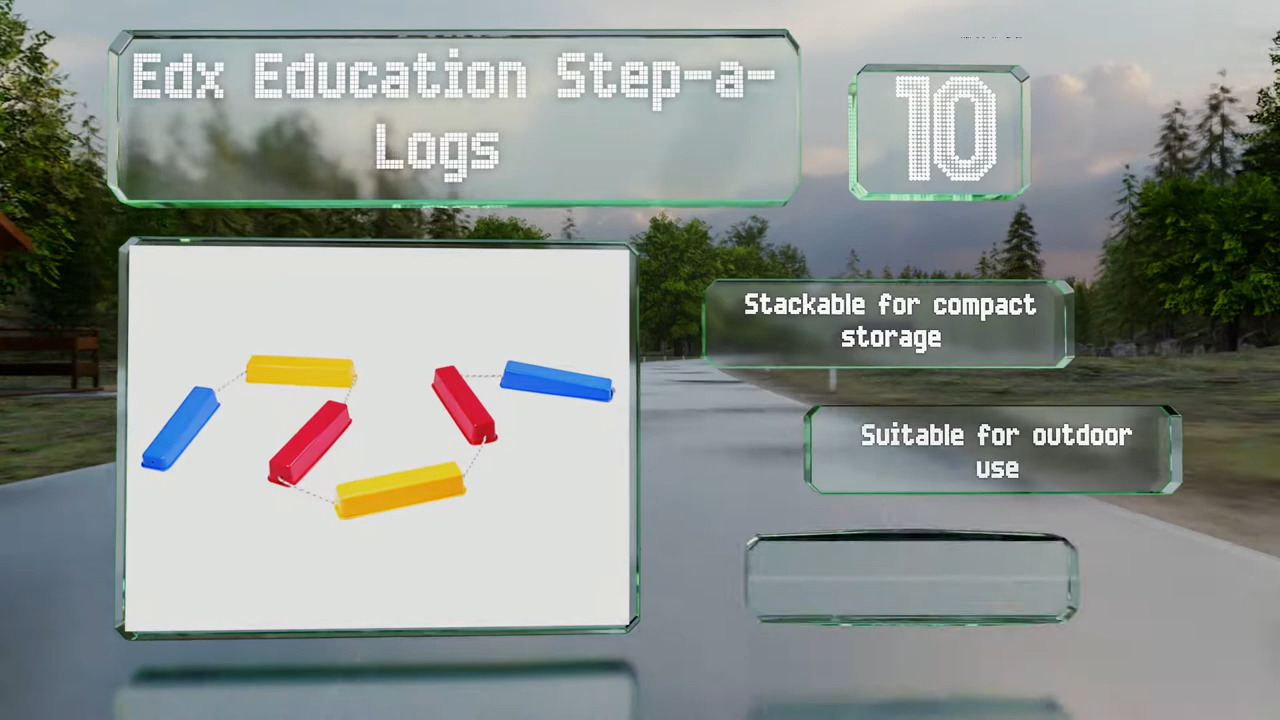 Edx Education Step-a-
Logs
10
Stackable for compact
storage
Suitable for outdoor
use